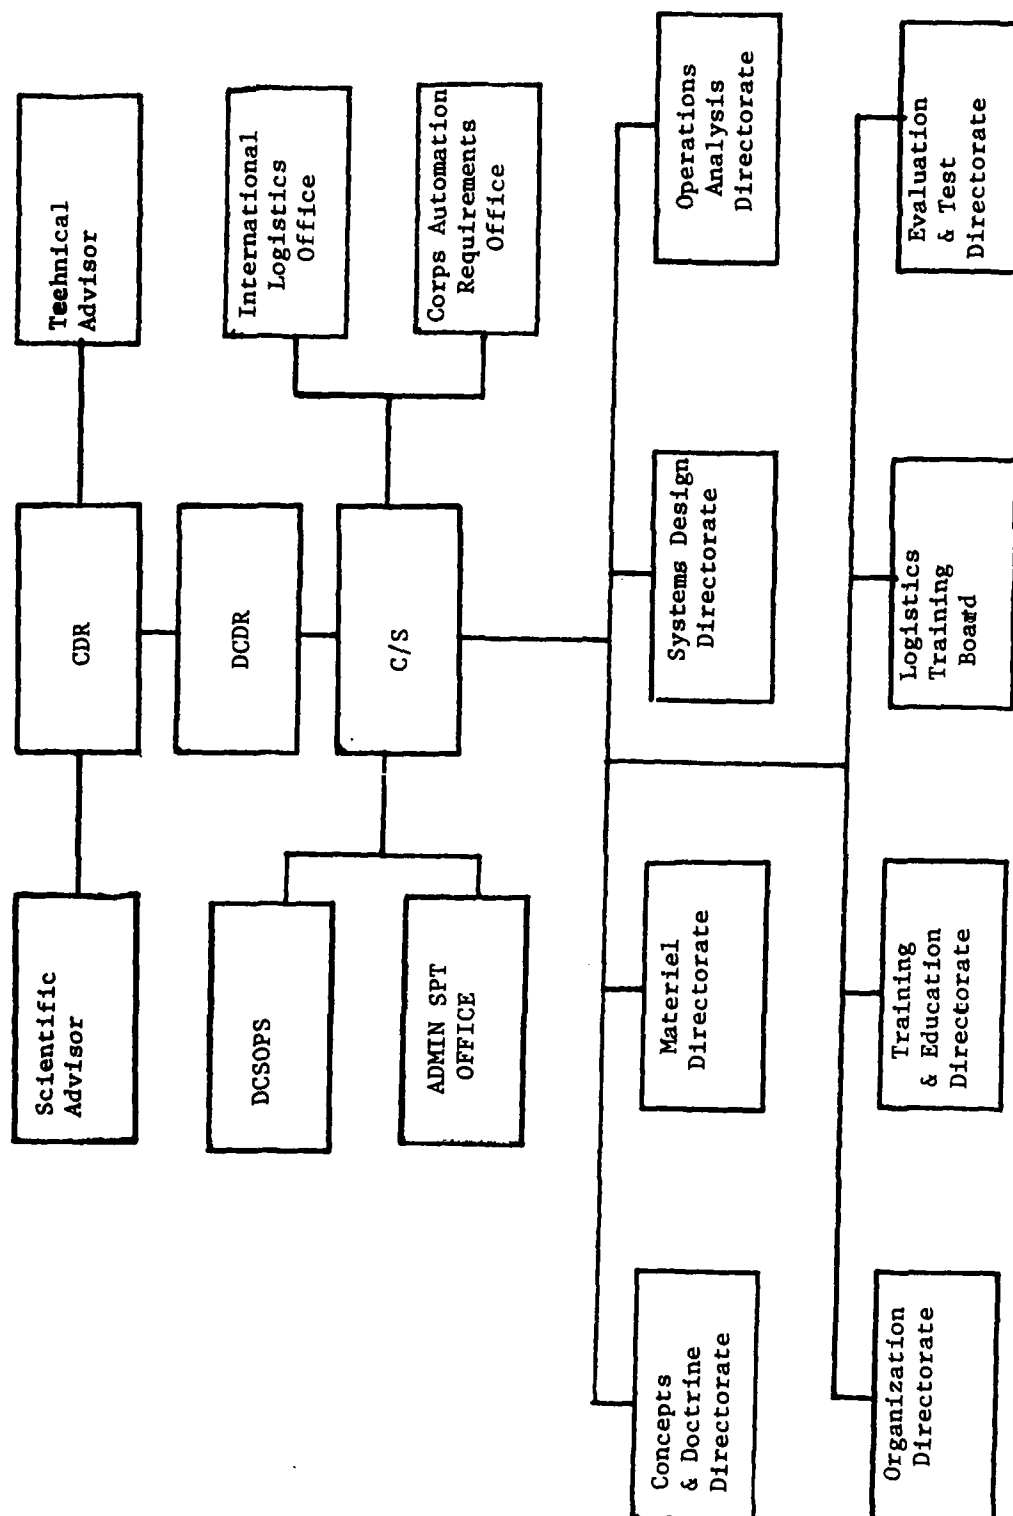 Scientific
Advisor
CDR
Technical
Advisor
DCSOPS
DCDR
International
Logistics
Office
ADMIN SPT
OFFICE
C/S
Corps Automation
Requirements
Office
Concepts
& Doctrine
Directorate
Materiel
Directorate
Systems Design
Directorate
Operations
Analysis
Directorate
Organization
Directorate
Training
& Education
Directorate
Logistics
Training
Board
Evaluation
& Test
Directorate